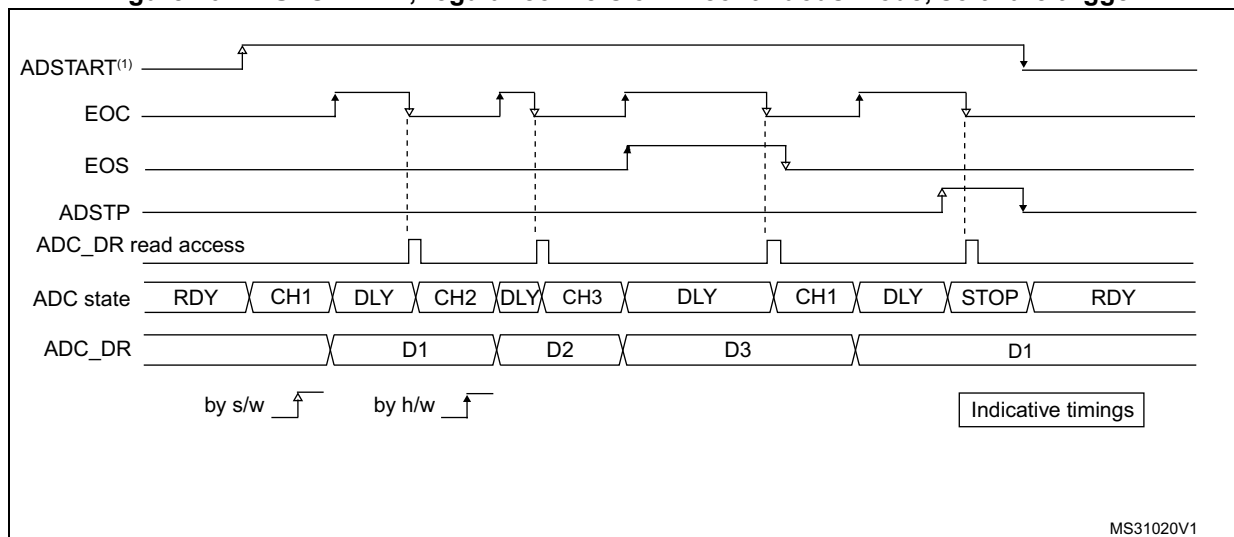 ADSTART(1)
EOC
EOS
ADSTP
ADC_DR read access
ADC state RDY CH1 DLY CH2 DLY CH3 DLY CH1 DLY STOP RDY
ADC_DR D1 D2 D3 D1
by s/w by h/w Indicative timings
MS31020V1